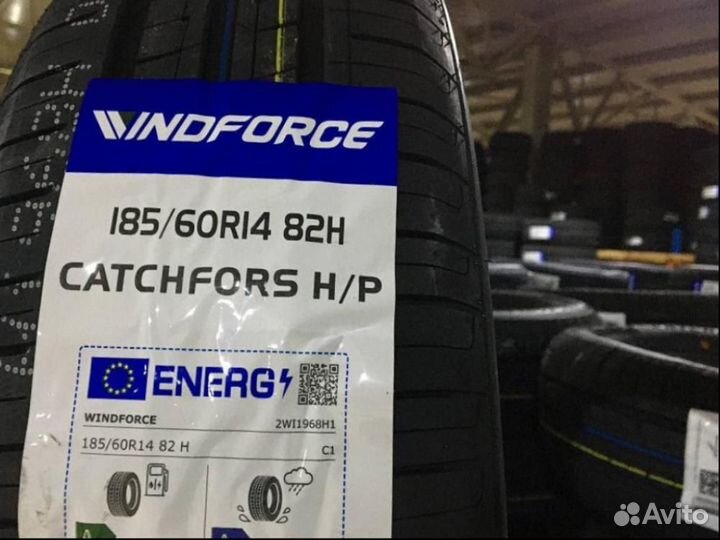 WINDFORCE
185/60R14 82H
CATCHFORS H/P
ENERG
WINDFORCE 2WI1968H1
185/60R14 82 H C1
A
Avito